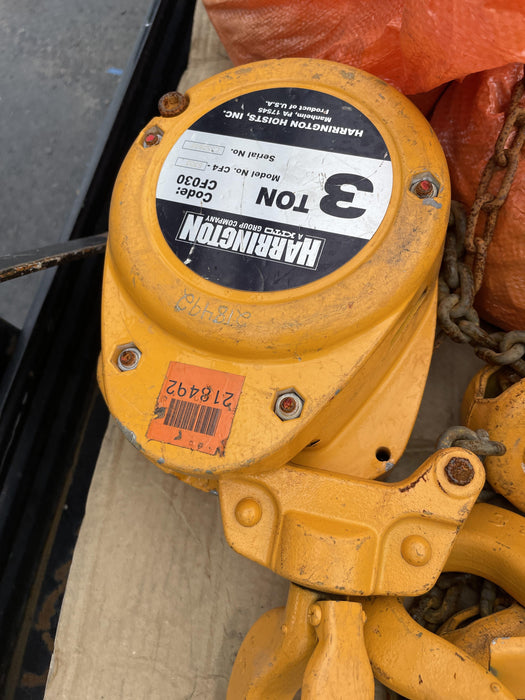 HARRINGTON
A KITO GROUP COMPANY
3 TON
Code:
CF030
Model No. CF4-
Serial No.
HARRINGTON HOISTS, INC.
Manheim, PA 17545
Product of U.S.A.
218492
218492